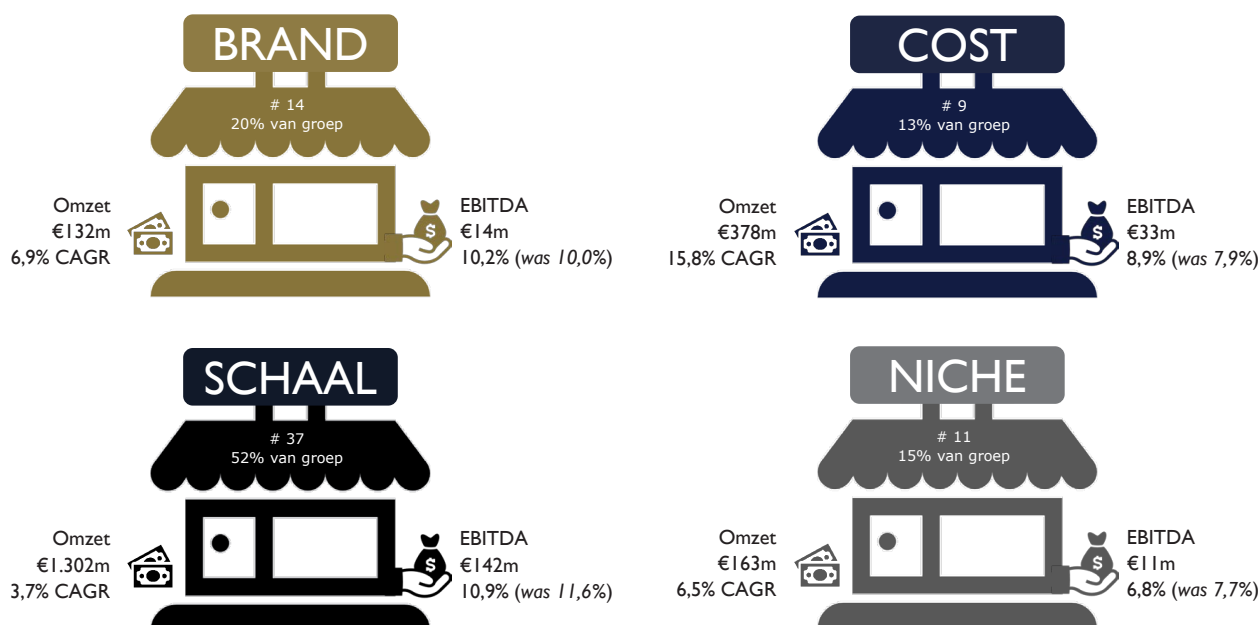 BRAND
# 14
20% van groep
Omzet
€132m
6,9% CAGR
$
EBITDA
€14m
10,2% (was 10,0%)
COST
# 9
13% van groep
Omzet
€378m
15,8% CAGR
$
EBITDA
€33m
8,9% (was 7,9%)
SCHAAL
# 37
52% van groep
Omzet
€1.302m
3,7% CAGR
$
EBITDA
€142m
10,9% (was 11,6%)
NICHE
# 11
15% van groep
Omzet
€163m
6,5% CAGR
$
EBITDA
€11m
6,8% (was 7,7%)